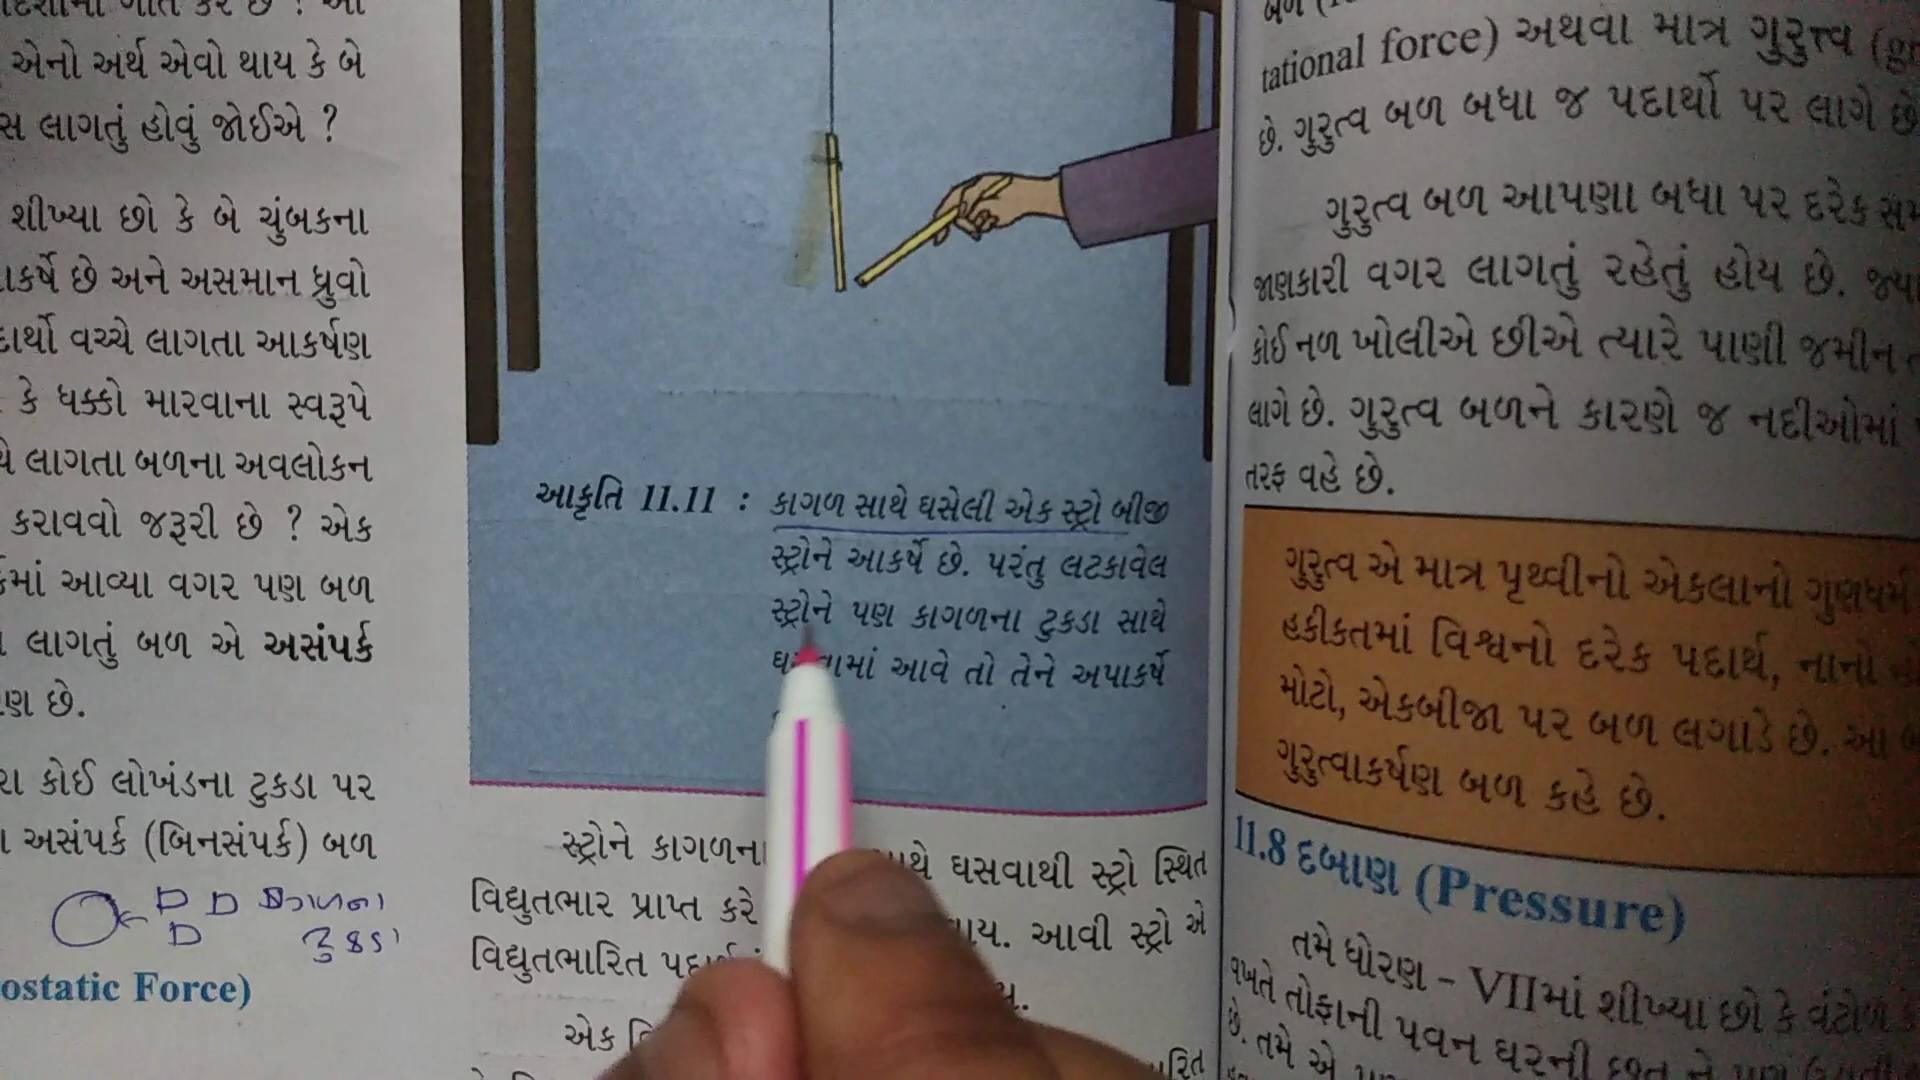 એનો અર્થ એવો થાય કે બે
લાગતું હોવું જોઈએ ?
શીખ્યા છો કે બે ચુંબકના
છે અને અસમાન ધ્રુવો
વચ્ચે લાગતા આકર્ષણ
કે ધક્કો મારવાના સ્વરૂપે
લાગતા બળના અવલોકન
કરાવવો જરૂરી છે ? એક
આવ્યા વગર પણ બળ
લાગતું બળ એ અસંપર્ક
છે.
કોઈ લોખંડના ટુકડા પર
અસંપર્ક (બિનસંપર્ક) બળ
કાગળના
ટુકડા
ostatic Force)
આકૃતિ 11.11 : કાગળ સાથે ઘસેલી એક સ્ટ્રો બીજી
સ્ટ્રોને આકર્ષે છે. પરંતુ લટકાવેલ
સ્ટ્રોને પણ કાગળના ટુકડા સાથે
આવે તો તેને અપાકર્ષે
સ્ટ્રોને કાગળના ઘસવાથી સ્ટ્રો સ્થિત
વિદ્યુતભાર પ્રાપ્ત કરે આવી સ્ટ્રો એ
વિદ્યુતભારિત
એક
tational force) અથવા માત્ર ગુરુત્ત્વ
છે. ગુરુત્વ બળ બધા જ પદાર્થો પર લાગે છે
ગુરુત્વ બળ આપણા બધા પર દરેક
જાણકારી વગર લાગતું રહેતું હોય છે.
કોઈ નળ ખોલીએ છીએ ત્યારે પાણી જમીન
લાગે છે. ગુરુત્વ બળને કારણે જ નદીઓમાં
તરફ વહે છે.
ગુરુત્વ એ માત્ર પૃથ્વીનો એકલાનો ગુણધર્મ
હકીકતમાં વિશ્વનો દરેક પદાર્થ, નાનો
મોટો, એકબીજા પર બળ લગાડે છે. આ
ગુરુત્વાકર્ષણ બળ કહે છે.
11.8 દબાણ (Pressure)
તમે ધોરણ - VIIમાં શીખ્યા છો કે વંટોળ
વખતે તોફાની પવન ઘરની
છે. તમે એ